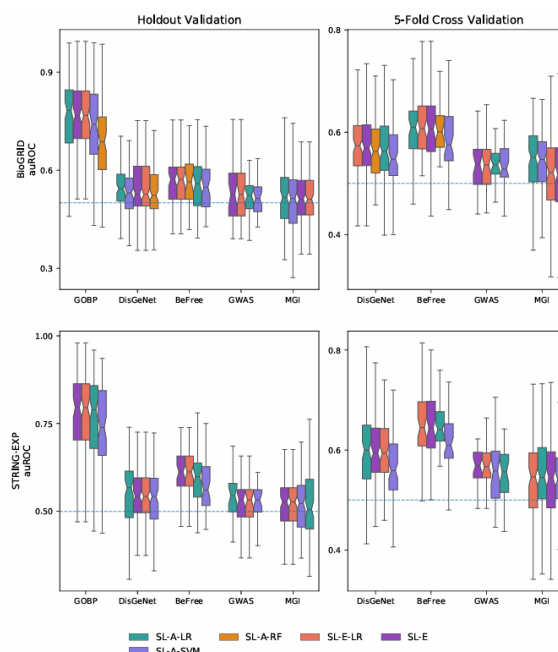 Holdout Validation
5-Fold Cross Validation
BioGRID
auROC
0.9
0.6
0.3
0.8
0.6
0.4
GOBP DisGeNet BeFree GWAS MGI
DisGeNet BeFree GWAS MGI
STRING-EXP
auROC
1.00
0.75
0.50
0.8
0.6
0.4
GOBP DisGeNet BeFree GWAS MGI
DisGeNet BeFree GWAS MGI
SL-A-LR SL-A-RF SL-E-LR SL-E
SL-A-SVM